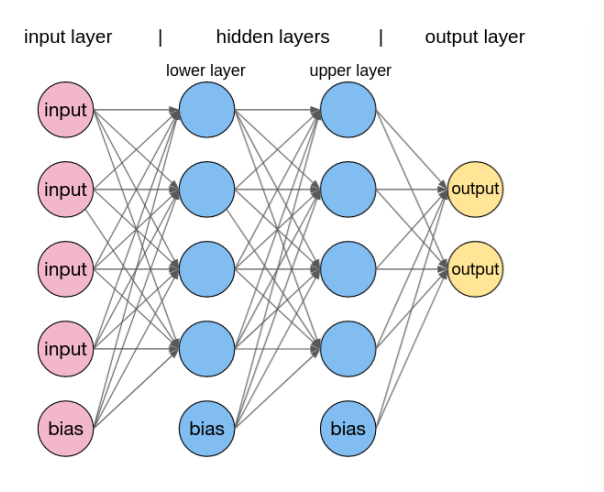 input layer | hidden layers | output layer
lower layer upper layer
input
input output
input output
input
bias bias bias